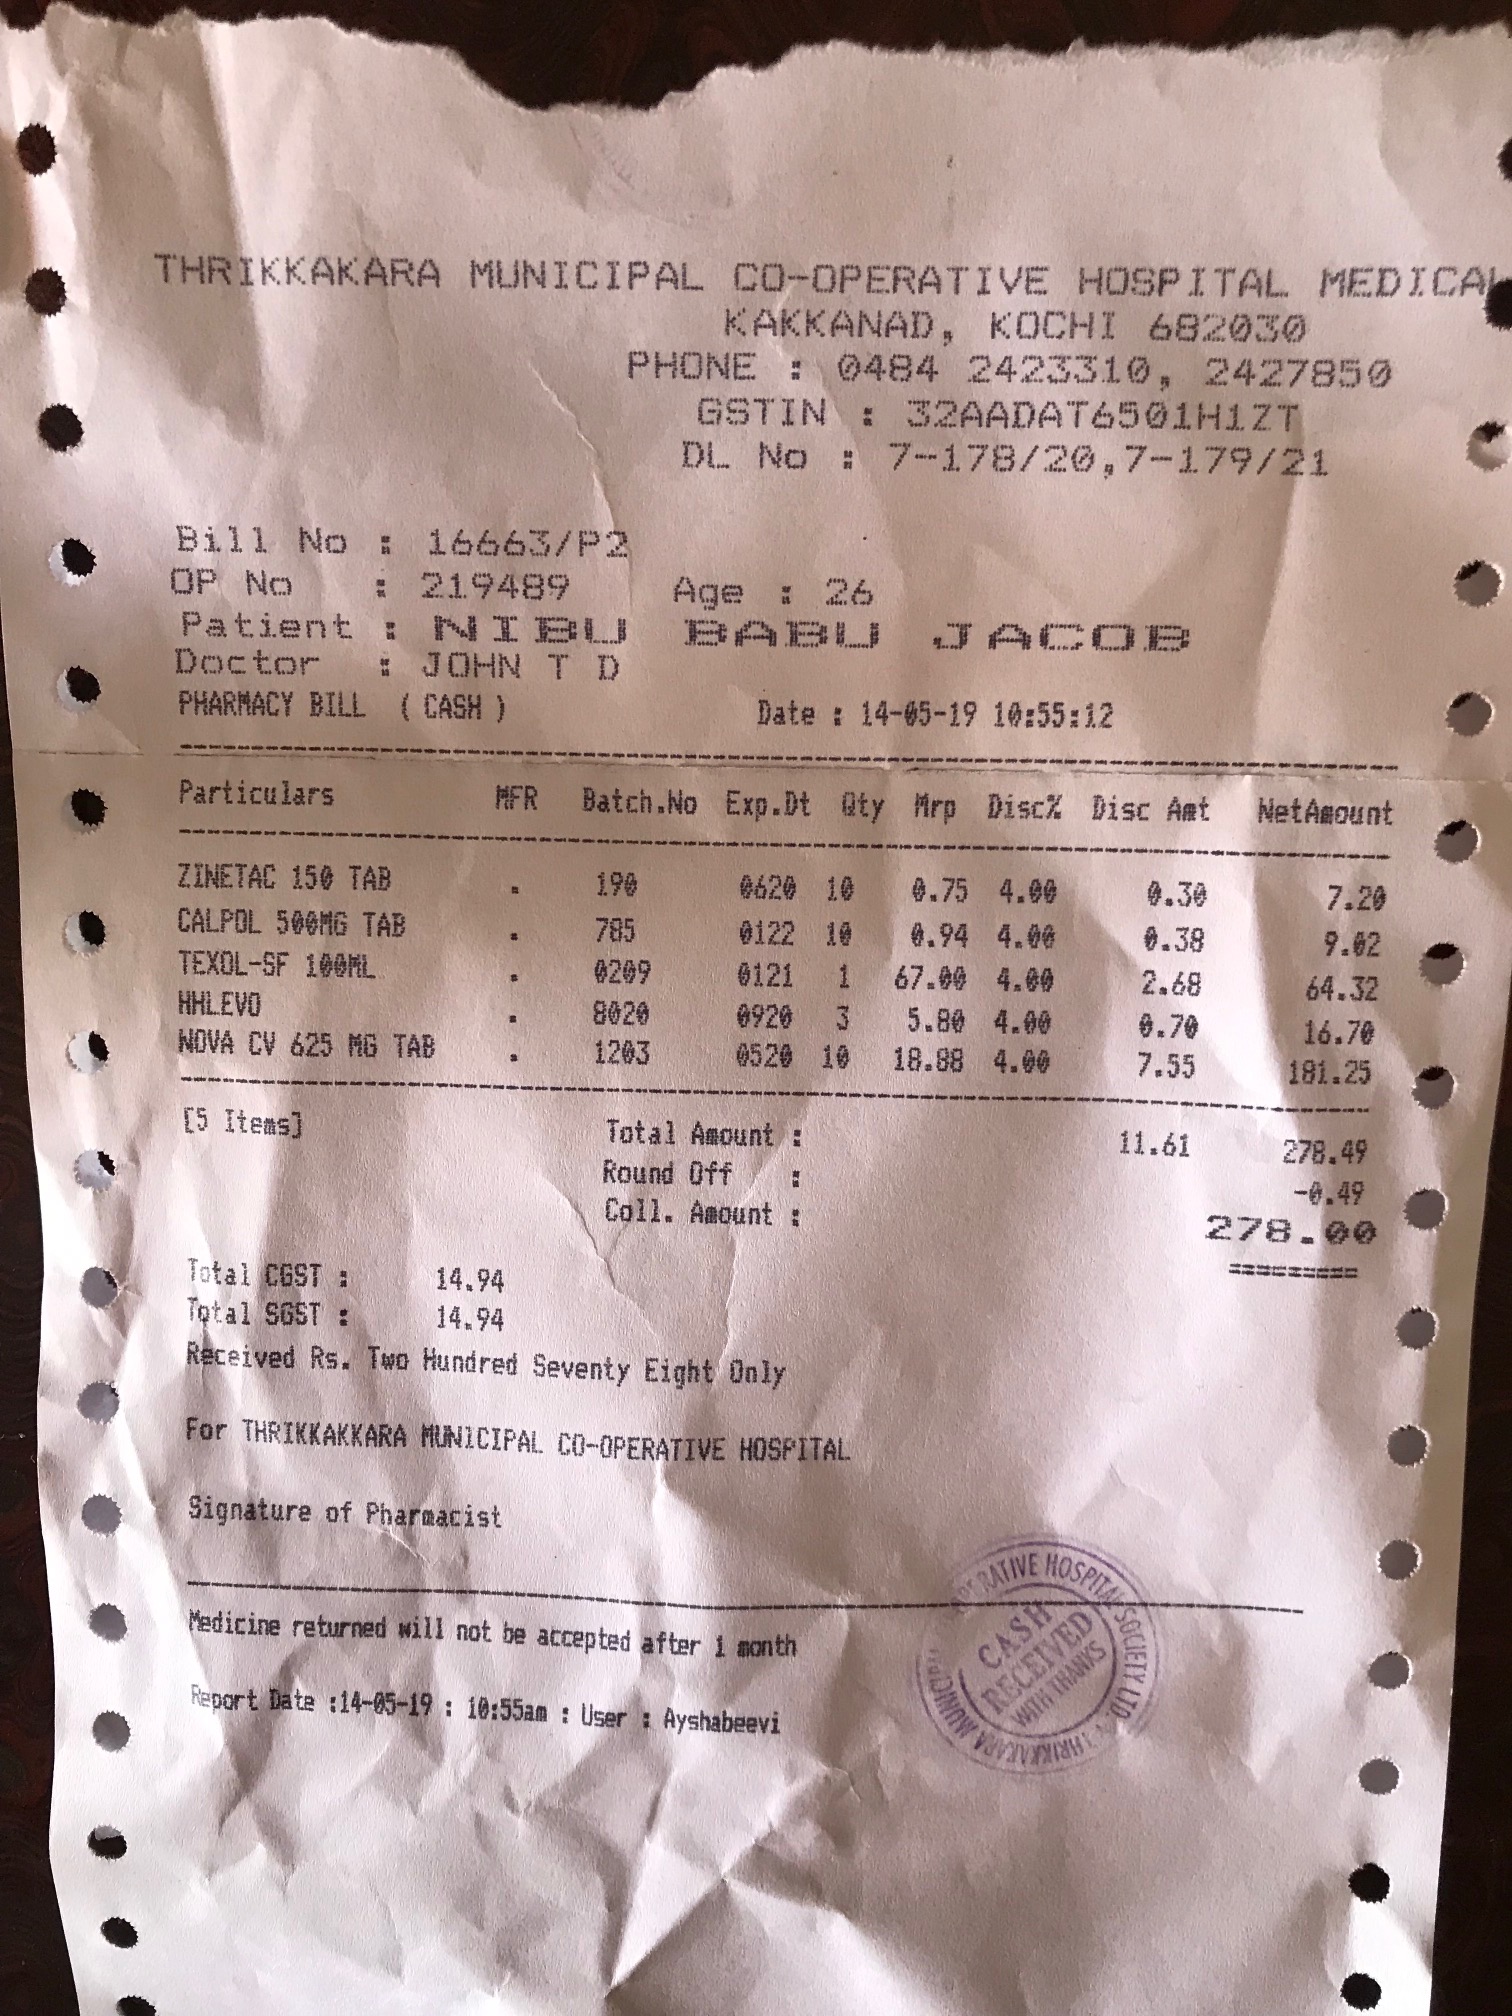 THRIKKAKARA MUNICIPAL CO-OPERATIVE HOSPITAL MEDICAL
KAKKANAD, KOCHI 682030
PHONE : 0484 2423310, 2427850
GSTIN : 32AADAT6501H1ZT
DL No : 7-178/20,7-179/21
Bill No : 16663/P2
OP No : 219489 Age : 26
Patient : NIBU BABU JACOB
Doctor : JOHN T D
PHARMACY BILL ( CASH ) Date : 14-05-19 10:55:12
Particulars MFR Batch.No Exp.Dt Qty Mrp Disc% Disc Amt NetAmount
ZINETAC 150 TAB . 190 0620 10 0.75 4.00 0.30 7.20
CALPOL 500MG TAB . 785 0122 10 0.94 4.00 0.38 9.02
TEXOL-SF 100ML . 0209 0121 1 67.00 4.00 2.68 64.32
HHLEVO . 8020 0920 3 5.80 4.00 0.70 16.70
NOVA CV 625 MG TAB . 1203 0520 10 18.88 4.00 7.55 181.25
[5 Items] Total Amount : 11.61 278.49
Round Off : -0.49
Coll. Amount : 278.00
Total CGST : 14.94
Total SGST : 14.94
Received Rs. Two Hundred Seventy Eight Only
For THRIKKAKKARA MUNICIPAL CO-OPERATIVE HOSPITAL
Signature of Pharmacist
Medicine returned will not be accepted after 1 month
Report Date :14-05-19 : 10:55am : User : Ayshabeevi
THRIKKAKARA HOSPITAL SOCIETY LTD
CASH
RECEIVED
WITH THANKS